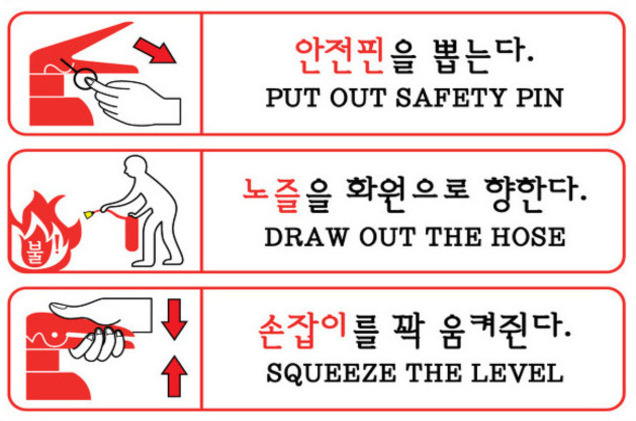 안전핀을 뽑는다.
PUT OUT SAFETY PIN
불!
노즐을 화원으로 향한다.
DRAW OUT THE HOSE
손잡이를 꽉 움켜쥔다.
SQUEEZE THE LEVEL